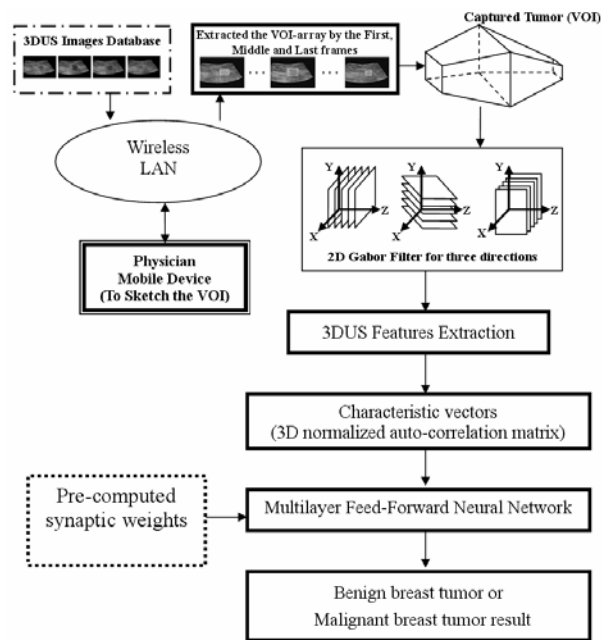 3DUS Images Database
Extracted the VOI-array by the First,
Middle and Last frames
... ...
Captured Tumor (VOI)
Wireless
LAN
Physician
Mobile Device
(To Sketch the VOI)
Y
Z
X
Y
Z
X
Y
Z
X
2D Gabor Filter for three directions
3DUS Features Extraction
Characteristic vectors
(3D normalized auto-correlation matrix)
Pre-computed
synaptic weights
Multilayer Feed-Forward Neural Network
Benign breast tumor or
Malignant breast tumor result